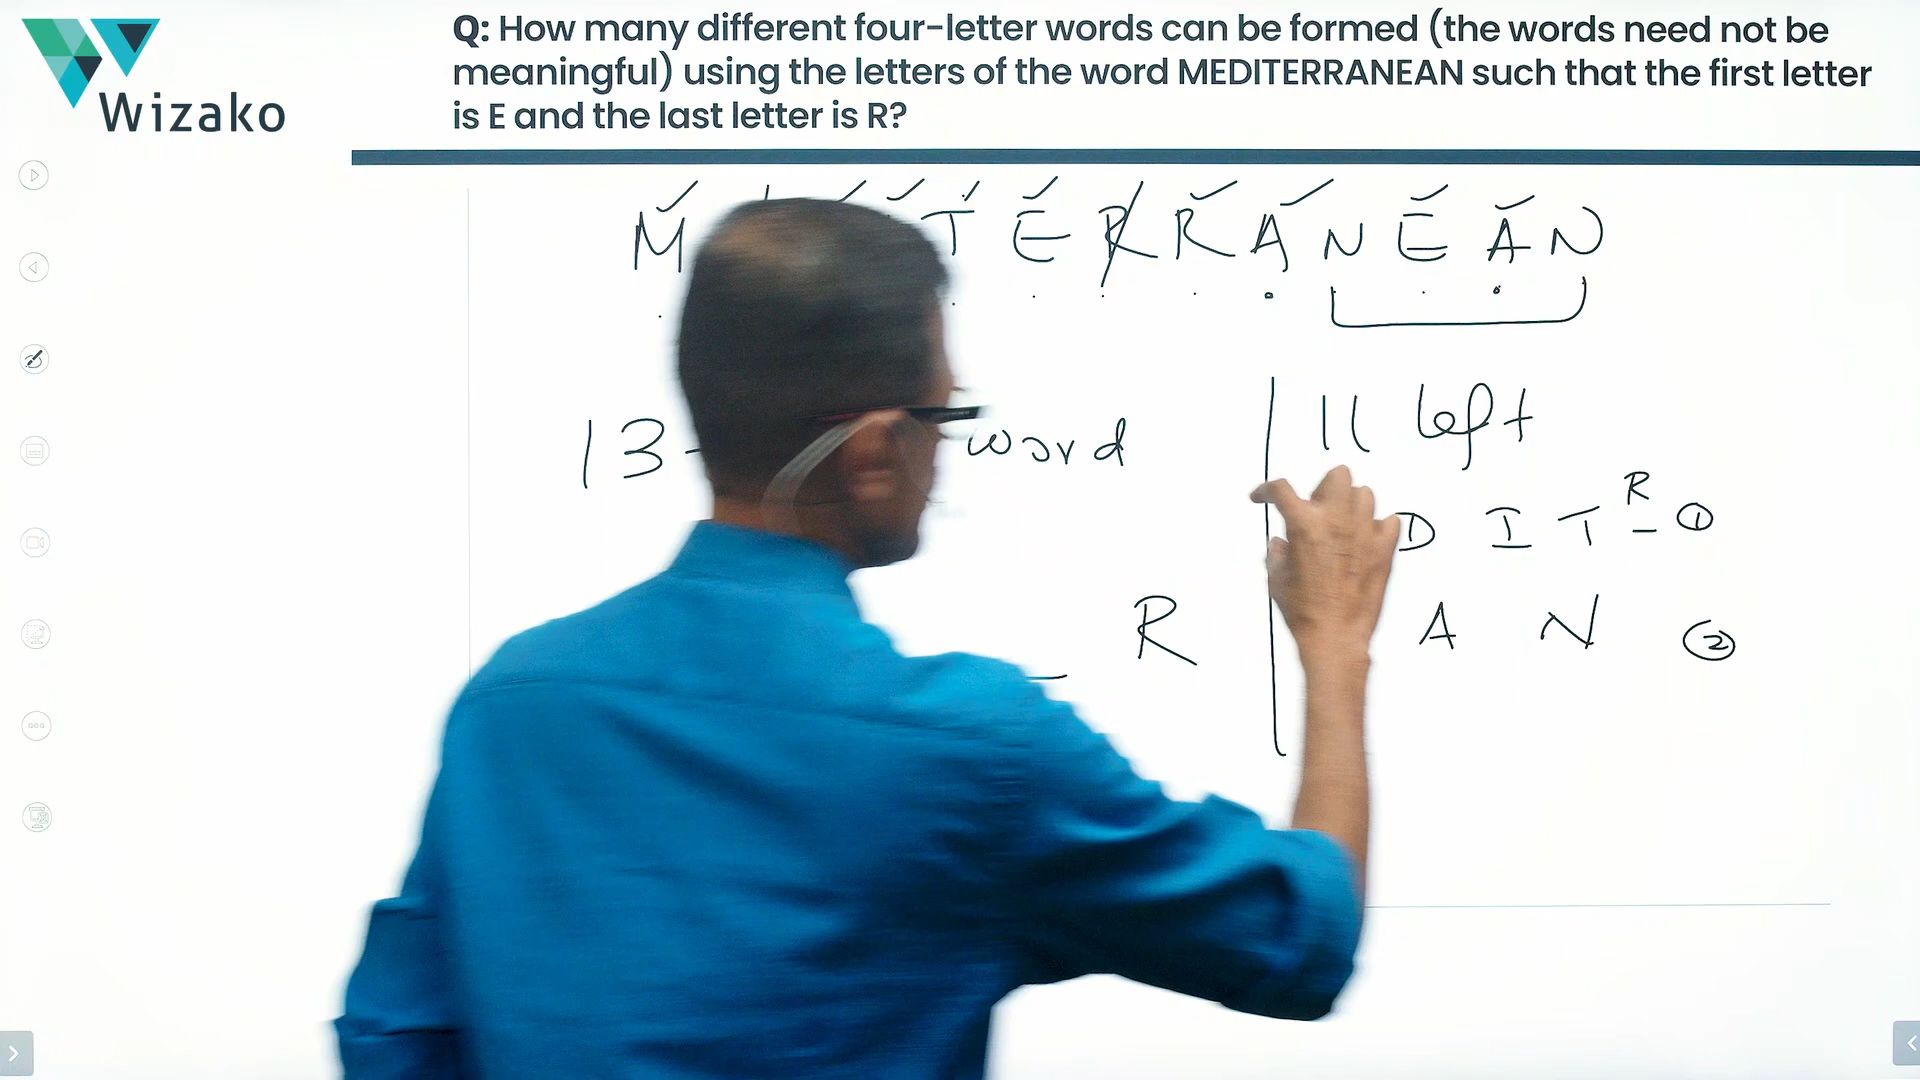 Wizako
Q: How many different four-letter words can be formed (the words need not be
meaningful) using the letters of the word MEDITERRANEAN such that the first letter
is E and the last letter is R?
M T E R R A N E A N
13- word
11 left
D I T R ①
R
A N ②